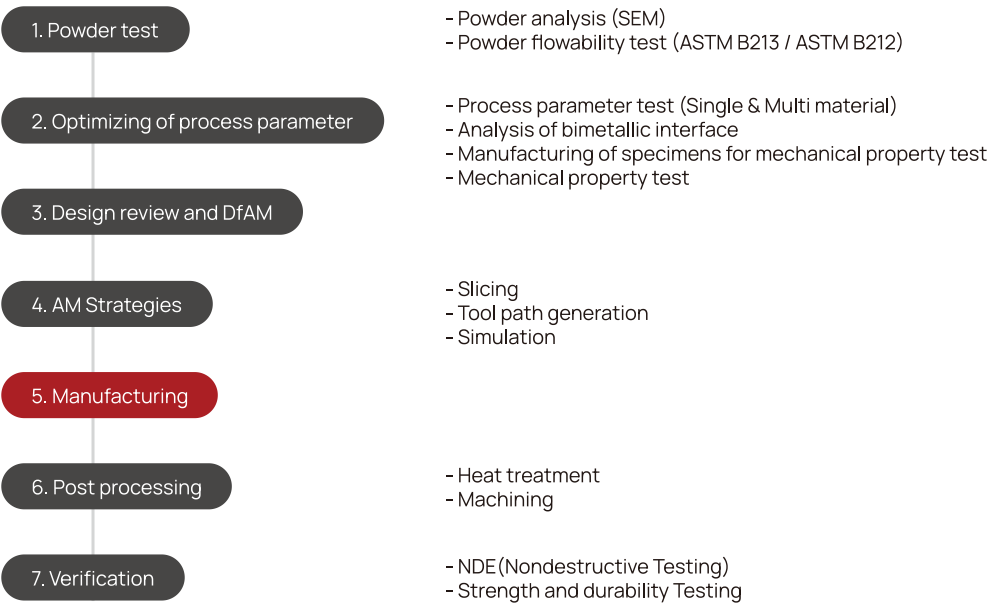 1. Powder test
- Powder analysis (SEM)
- Powder flowability test (ASTM B213 / ASTM B212)
2. Optimizing of process parameter
- Process parameter test (Single & Multi material)
- Analysis of bimetallic interface
- Manufacturing of specimens for mechanical property test
- Mechanical property test
3. Design review and DfAM
4. AM Strategies
- Slicing
- Tool path generation
- Simulation
5. Manufacturing
6. Post processing
- Heat treatment
- Machining
7. Verification
- NDE(Nondestructive Testing)
- Strength and durability Testing